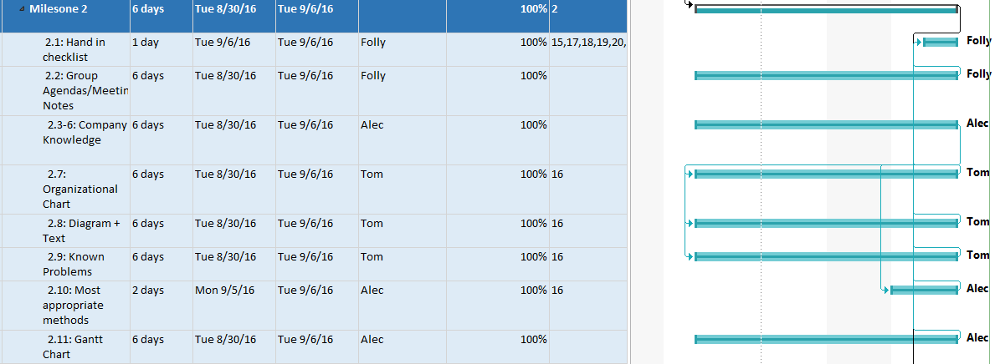 Milesone 2 6 days Tue 8/30/16 Tue 9/6/16 100% 2
2.1: Hand in 1 day Tue 9/6/16 Tue 9/6/16 Folly 100% 15,17,18,19,20, Folly
checklist
2.2: Group 6 days Tue 8/30/16 Tue 9/6/16 Folly 100% Folly
Agendas/Meetin
Notes
2.3-6: Company 6 days Tue 8/30/16 Tue 9/6/16 Alec 100% Alec
Knowledge
2.7: 6 days Tue 8/30/16 Tue 9/6/16 Tom 100% 16 Tom
Organizational
Chart
2.8: Diagram + 6 days Tue 8/30/16 Tue 9/6/16 Tom 100% 16 Tom
Text
2.9: Known 6 days Tue 8/30/16 Tue 9/6/16 Tom 100% 16 Tom
Problems
2.10: Most 2 days Mon 9/5/16 Tue 9/6/16 Alec 100% 16 Alec
appropriate
methods
2.11: Gantt 6 days Tue 8/30/16 Tue 9/6/16 Alec 100% Alec
Chart